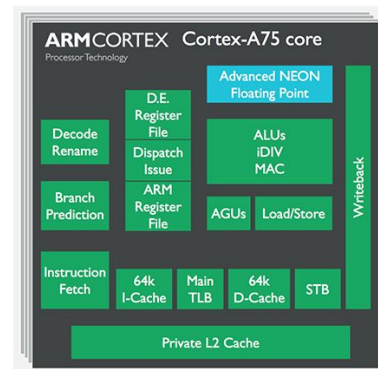 ARMCORTEX Cortex-A75 core
Processor Technology
Advanced NEON
Floating Point
D.E.
Register
File
Decode
Rename
Dispatch
Issue
ALUs
iDIV
MAC
Writeback
Branch
Prediction
ARM
Register
File
AGUs
Load/Store
Instruction
Fetch
64k
I-Cache
Main
TLB
64k
D-Cache
STB
Private L2 Cache